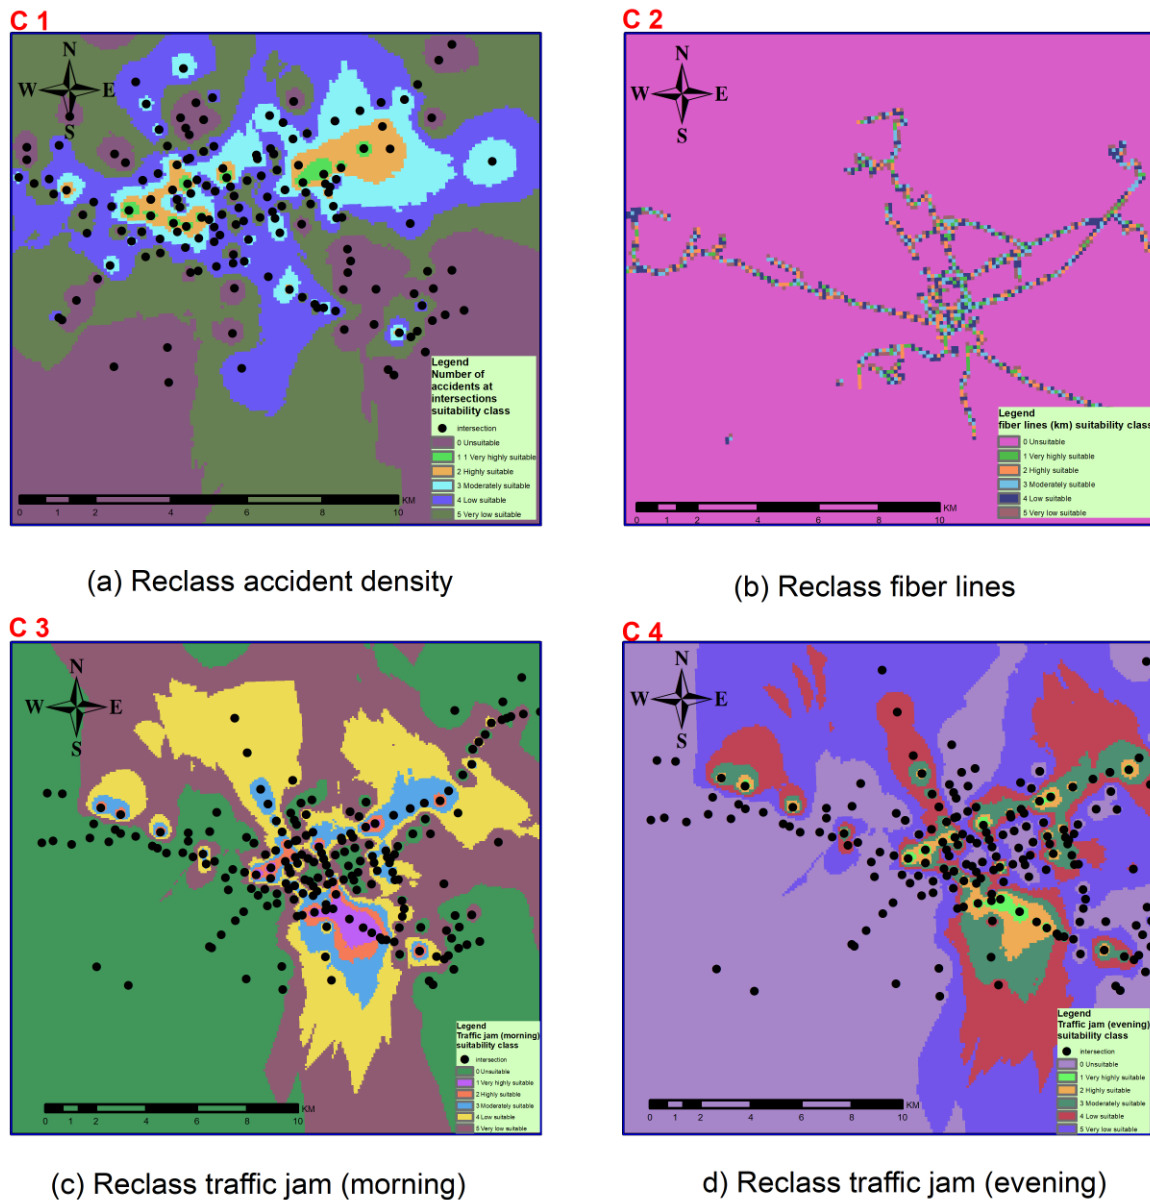 C 1
N
W
E
S
Legend
Number of
accidents at
intersections
suitability class
intersection
0 Unsuitable
1 1 Very highly suitable
2 Highly suitable
3 Moderately suitable
4 Low suitable
5 Very low suitable
KM
0 1 2 4 6 8 10
(a) Reclass accident density
C 2
N
W
E
S
Legend
fiber lines (km) suitability class
0 Unsuitable
1 Very highly suitable
2 Highly suitable
3 Moderately suitable
4 Low suitable
5 Very low suitable
KM
0 1 2 4 6 8 10
(b) Reclass fiber lines
C 3
N
W
E
S
Legend
Traffic jam (morning)
suitability class
intersection
0 Unsuitable
1 Very highly suitable
2 Highly suitable
3 Moderately suitable
4 Low suitable
5 Very low suitable
KM
0 1 2 4 6 8 10
(c) Reclass traffic jam (morning)
C 4
N
W
E
S
Legend
Traffic jam (evening)
suitability class
intersection
0 Unsuitable
1 Very highly suitable
2 Highly suitable
3 Moderately suitable
4 Low suitable
5 Very low suitable
KM
0 1 2 4 6 8 10
d) Reclass traffic jam (evening)